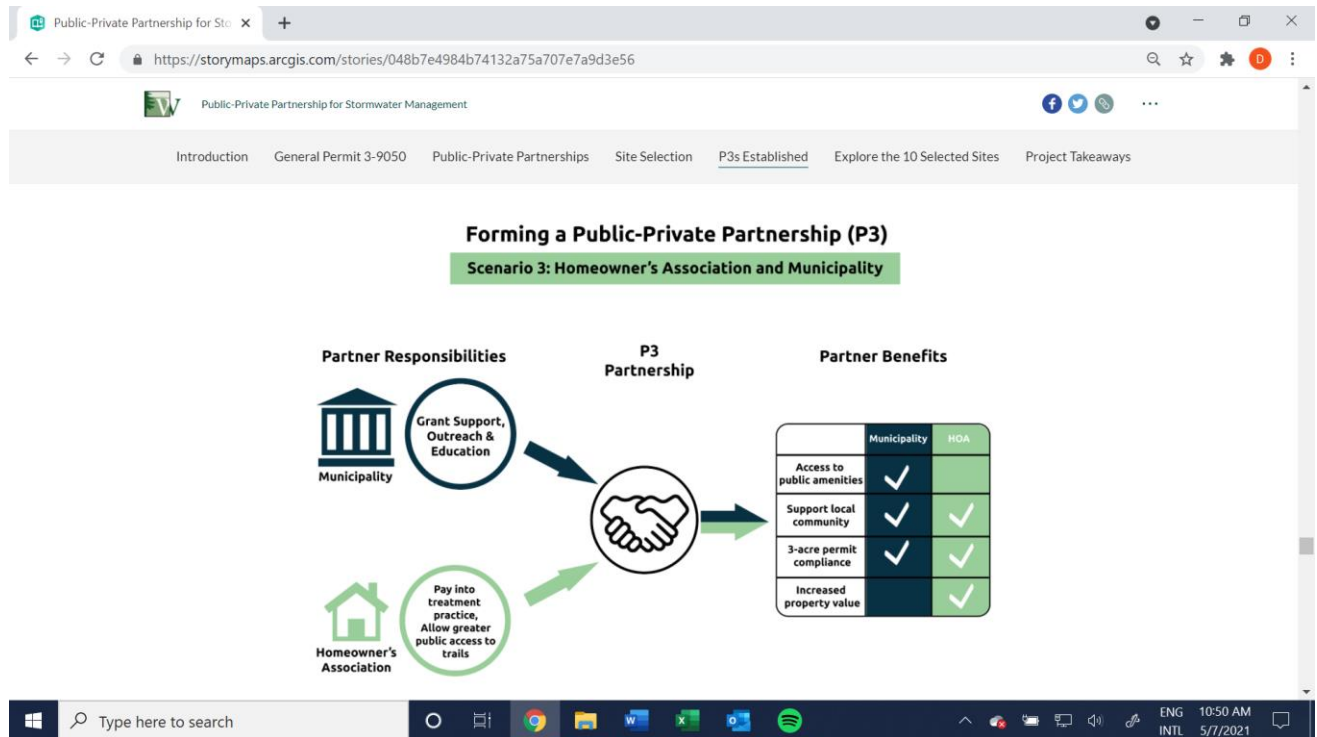 Public-Private Partnership for Sto
https://storymaps.arcgis.com/stories/048b7e4984b74132a75a707e7a9d3e56
D
W
Public-Private Partnership for Stormwater Management
Introduction General Permit 3-9050 Public-Private Partnerships Site Selection P3s Established Explore the 10 Selected Sites Project Takeaways
Forming a Public-Private Partnership (P3)
Scenario 3: Homeowner's Association and Municipality
Partner Responsibilities
Municipality
Grant Support,
Outreach &
Education
Homeowner's
Association
Pay into
treatment
practice,
Allow greater
public access to
trails
P3
Partnership
Partner Benefits
Municipality HOA
Access to
public amenities
Support local
community
3-acre permit
compliance
Increased
property value
Type here to search
ENG
INTL
10:50 AM
5/7/2021